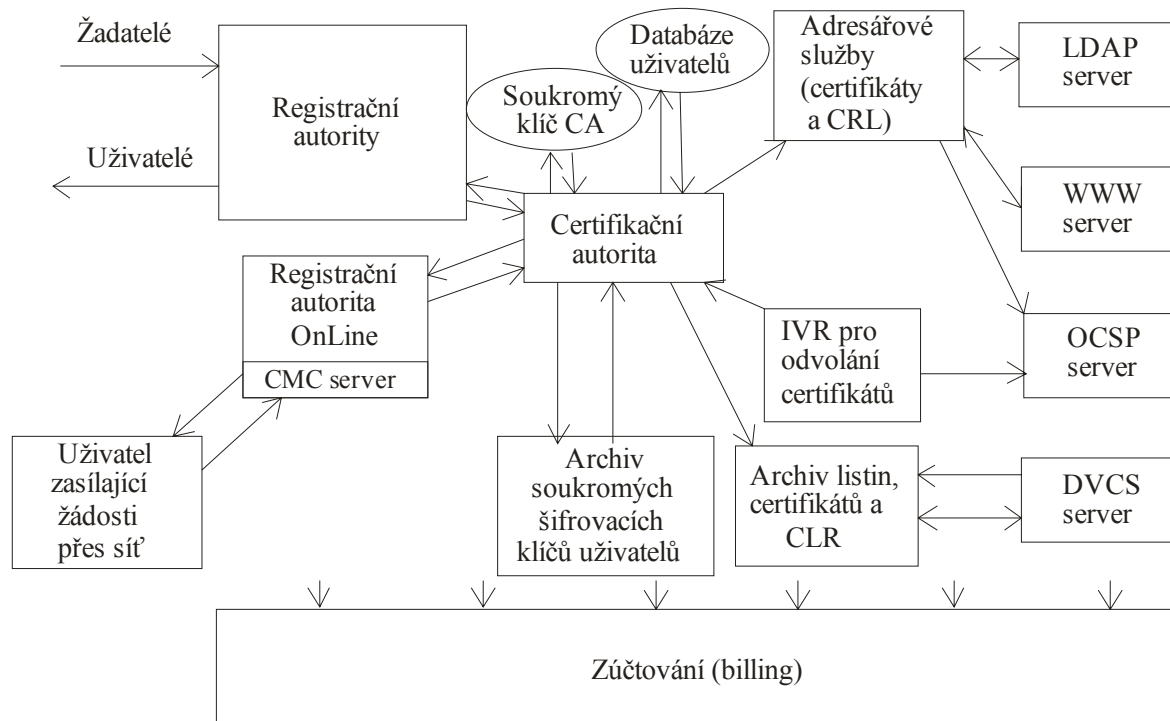 Žadatelé
Uživatelé
Registrační
autority
Soukromý
klíč CA
Databáze
uživatelů
Adresářové
služby
(certifikáty
a CRL)
LDAP
server
WWW
server
Certifikační
autorita
Registrační
autorita
OnLine
CMC server
IVR pro
odvolání
certifikátů
OCSP
server
Uživatel
zasílající
žádosti
přes síť
Archiv
soukromých
šifrovacích
klíčů uživatelů
Archiv listin,
certifikátů a
CLR
DVCS
server
Zúčtování (billing)